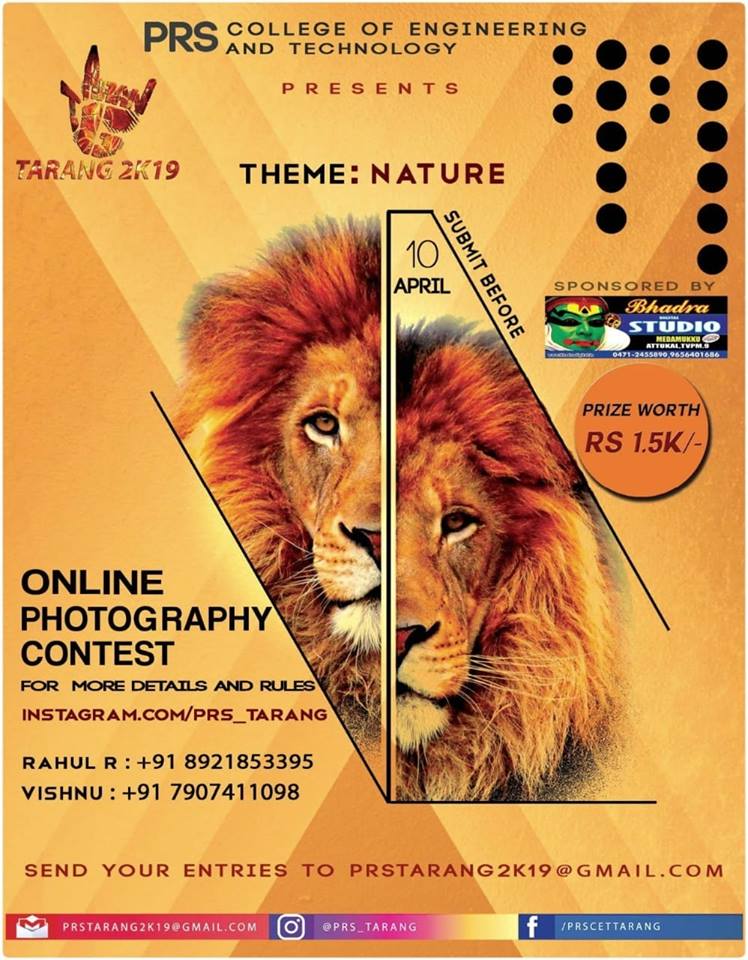 PRS COLLEGE OF ENGINEERING
AND TECHNOLOGY
PRESENTS
TARANG 2K19
THEME: NATURE
10
APRIL
SUBMIT BEFORE
SPONSORED BY
Bhadra
DIGITAL
STUDIO
MEDAMUKKU
ATTUKAL,TVPM.9
0471-2455890,9656401686
PRIZE WORTH
RS 1.5K/-
ONLINE
PHOTOGRAPHY
CONTEST
FOR MORE DETAILS AND RULES
INSTAGRAM.COM/PRS_TARANG
RAHUL R : +91 8921853395
VISHNU : +91 7907411098
SEND YOUR ENTRIES TO PRSTARANG2K19@GMAIL.COM
PRSTARANG2K19@GMAIL.COM
@PRS_TARANG
f /PRSCETTARANG